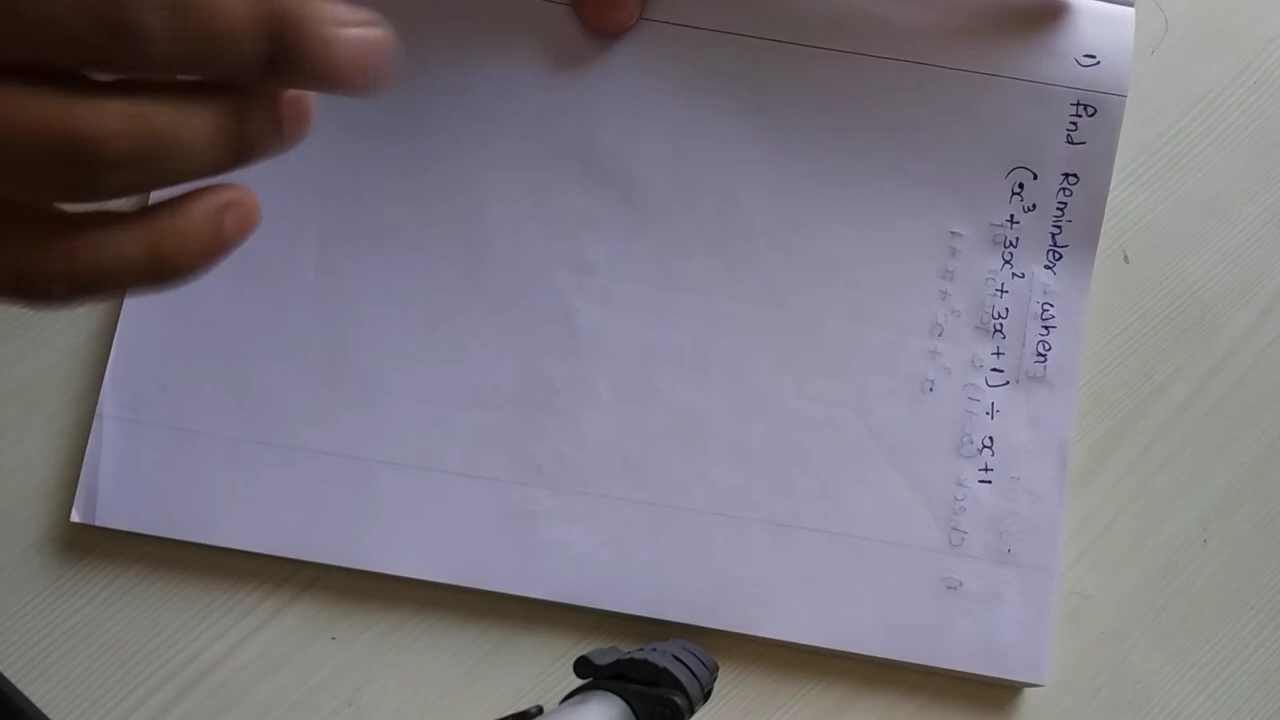 1) find Reminder when
(x³ + 3x² + 3x + 1) ÷ x+1